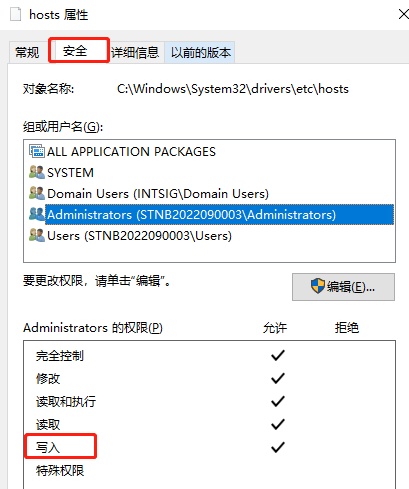 hosts 属性
常规 安全 详细信息 以前的版本
对象名称: C:\Windows\System32\drivers\etc\hosts
组或用户名(G):
ALL APPLICATION PACKAGES
SYSTEM
Domain Users (INTSIG\Domain Users)
Administrators (STNB2022090003\Administrators)
Users (STNB2022090003\Users)
要更改权限，请单击“编辑”。 编辑(E)...
Administrators 的权限(P) 允许 拒绝
完全控制
修改
读取和执行
读取
写入
特殊权限